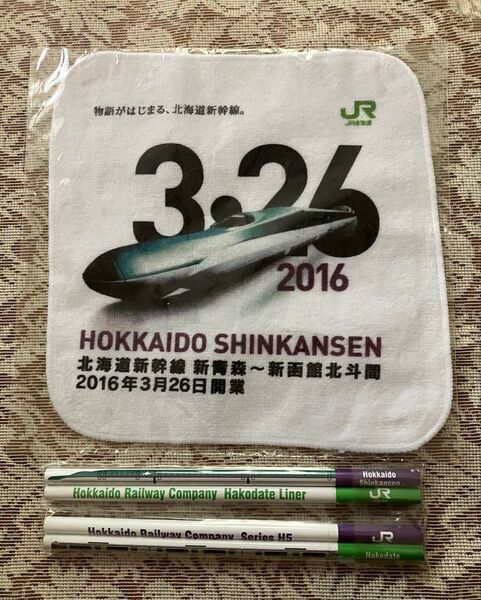 物語がはじまる、北海道新幹線。
JR
JR北海道
3・26
2016
HOKKAIDO SHINKANSEN
北海道新幹線 新青森〜新函館北斗間
2016年3月26日開業
Hokkaido
Shinkansen
Hokkaido Railway Company Hakodate Liner
JR
Hokkaido Railway Company Series H5
JR
Hakodate